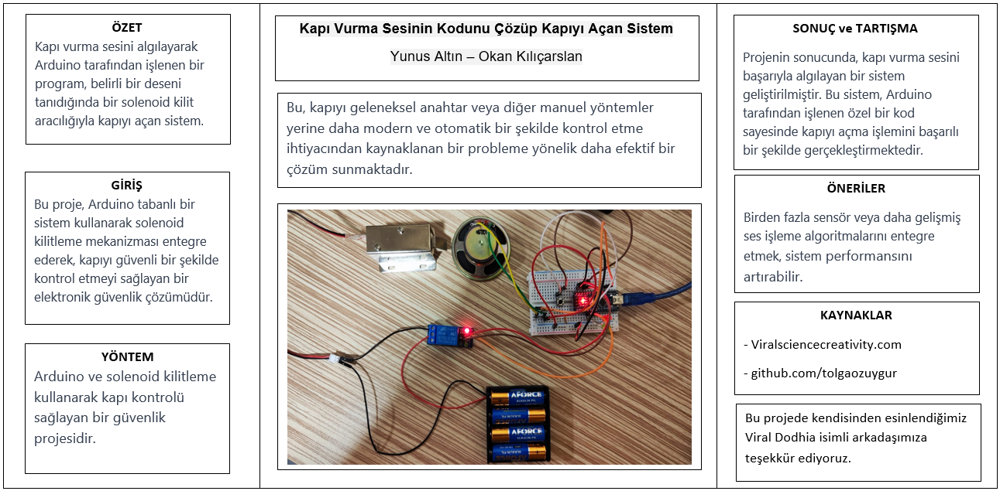 ÖZET
Kapı vurma sesini algılayarak
Arduino tarafından işlenen bir
program, belirli bir deseni
tanıdığında bir solenoid kilit
aracılığıyla kapıyı açan sistem.
GİRİŞ
Bu proje, Arduino tabanlı bir
sistem kullanarak solenoid
kilitleme mekanizması entegre
ederek, kapıyı güvenli bir şekilde
kontrol etmeyi sağlayan bir
elektronik güvenlik çözümüdür.
YÖNTEM
Arduino ve solenoid kilitleme
kullanarak kapı kontrolü
sağlayan bir güvenlik
projesidir.
Kapı Vurma Sesinin Kodunu Çözüp Kapıyı Açan Sistem
Yunus Altın – Okan Kılıçarslan
Bu, kapıyı geleneksel anahtar veya diğer manuel yöntemler
yerine daha modern ve otomatik bir şekilde kontrol etme
ihtiyacından kaynaklanan bir probleme yönelik daha efektif bir
çözüm sunmaktadır.
AFORCE
ALKALIN PIL
AFORCE
ALKALIN PIL
SONUÇ ve TARTIŞMA
Projenin sonucunda, kapı vurma sesini
başarıyla algılayan bir sistem
geliştirilmiştir. Bu sistem, Arduino
tarafından işlenen özel bir kod
sayesinde kapıyı açma işlemini başarılı
bir şekilde gerçekleştirmektedir.
ÖNERİLER
Birden fazla sensör veya daha gelişmiş
ses işleme algoritmalarını entegre
etmek, sistem performansını
artırabilir.
KAYNAKLAR
- Viralsciencecreativity.com
- github.com/tolgaozuygur
Bu projede kendisinden esinlendiğimiz
Viral Dodhia isimli arkadaşımıza
teşekkür ediyoruz.